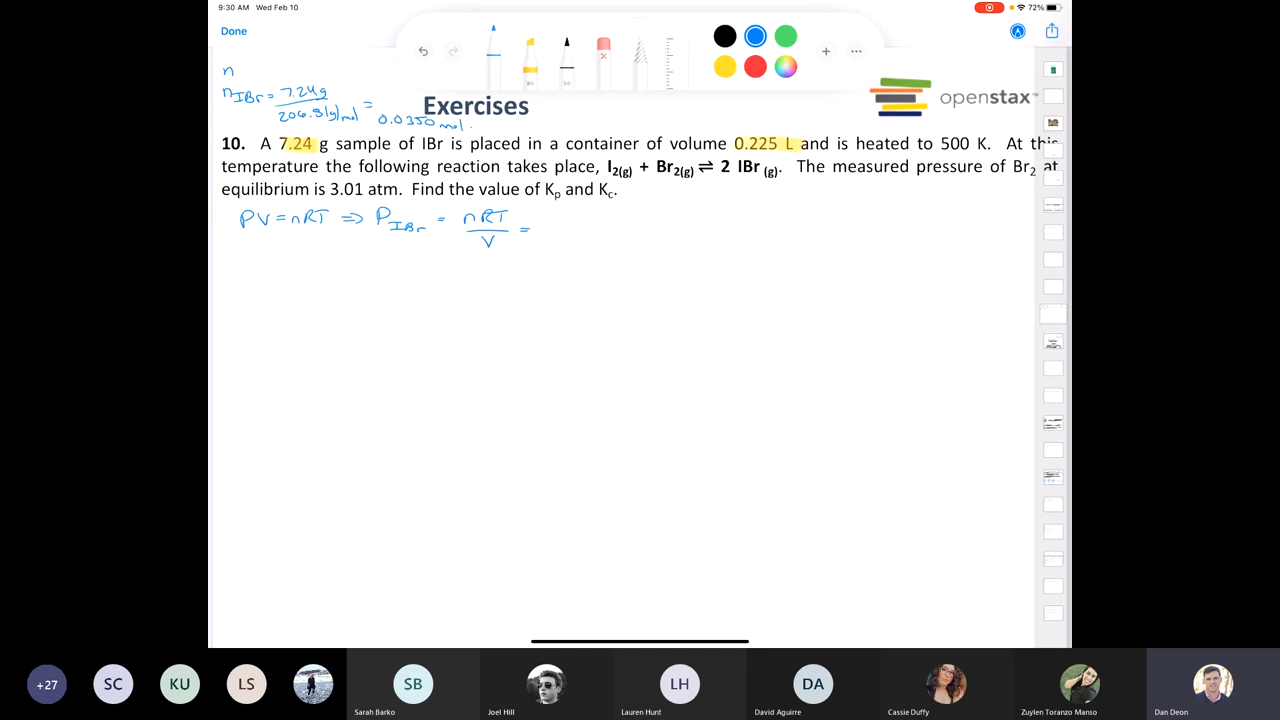 9:30 AM Wed Feb 10
72%
Done
n
nIBr = 7.24g
206.81g/mol =
0.0350 mol.
Exercises
openstax™
10. A 7.24 g sample of IBr is placed in a container of volume 0.225 L and is heated to 500 K. At this
temperature the following reaction takes place, I2(g) + Br2(g) ⇌ 2 IBr (g). The measured pressure of Br2 at
equilibrium is 3.01 atm. Find the value of Kp and Kc.
PV = nRT ⇒ PIBr = nRT
V =
+27
SC
KU
LS
SB
LH
DA
Sarah Barko
Joel Hill
Lauren Hunt
David Aguirre
Cassie Duffy
Zuylen Toranzo Manso
Dan Deon